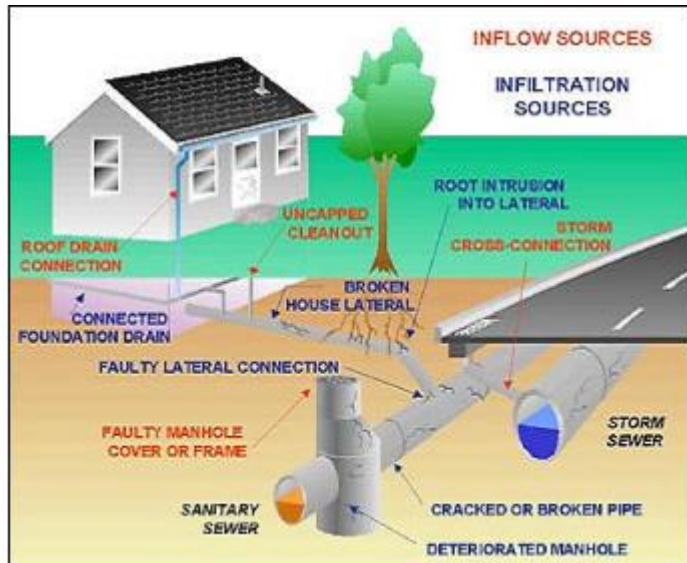 INFLOW SOURCES
INFILTRATION
SOURCES
ROOT INTRUSION
INTO LATERAL
UNCAPPED
CLEANOUT
STORM
CROSS-CONNECTION
ROOF DRAIN
CONNECTION
BROKEN
HOUSE LATERAL
CONNECTED
FOUNDATION DRAIN
FAULTY LATERAL CONNECTION
FAULTY MANHOLE
COVER OR FRAME
STORM
SEWER
SANITARY
SEWER
CRACKED OR BROKEN PIPE
DETERIORATED MANHOLE